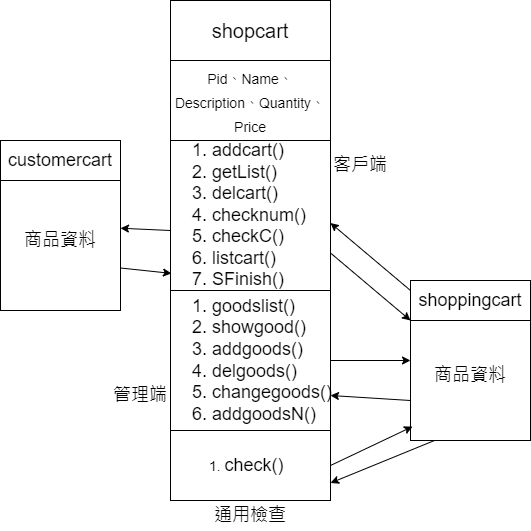 shopcart
Pid、Name、
Description、Quantity、
Price
1. addcart()
2. getList()
3. delcart()
4. checknum()
5. checkC()
6. listcart()
7. SFinish()
客戶端
customercart
商品資料
1. goodslist()
2. showgood()
3. addgoods()
4. delgoods()
5. changegoods()
6. addgoodsN()
管理端
shoppingcart
商品資料
1. check()
通用檢查